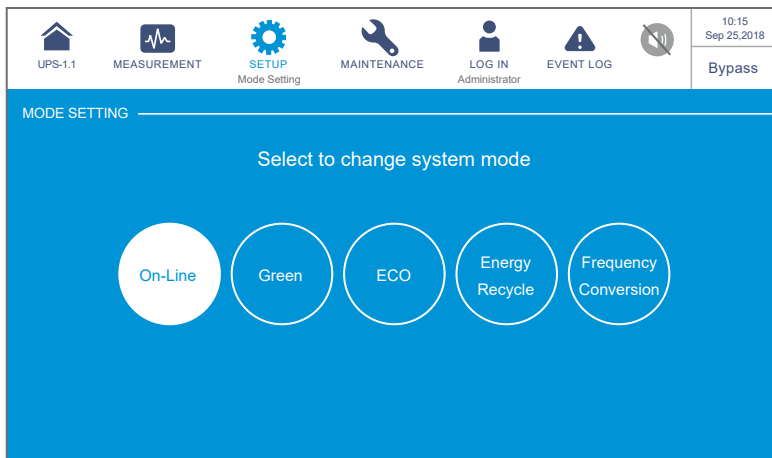 UPS-1.1
MEASUREMENT
SETUP
Mode Setting
MAINTENANCE
LOG IN
Administrator
EVENT LOG
10:15
Sep 25,2018
Bypass
MODE SETTING
Select to change system mode
On-Line
Green
ECO
Energy
Recycle
Frequency
Conversion